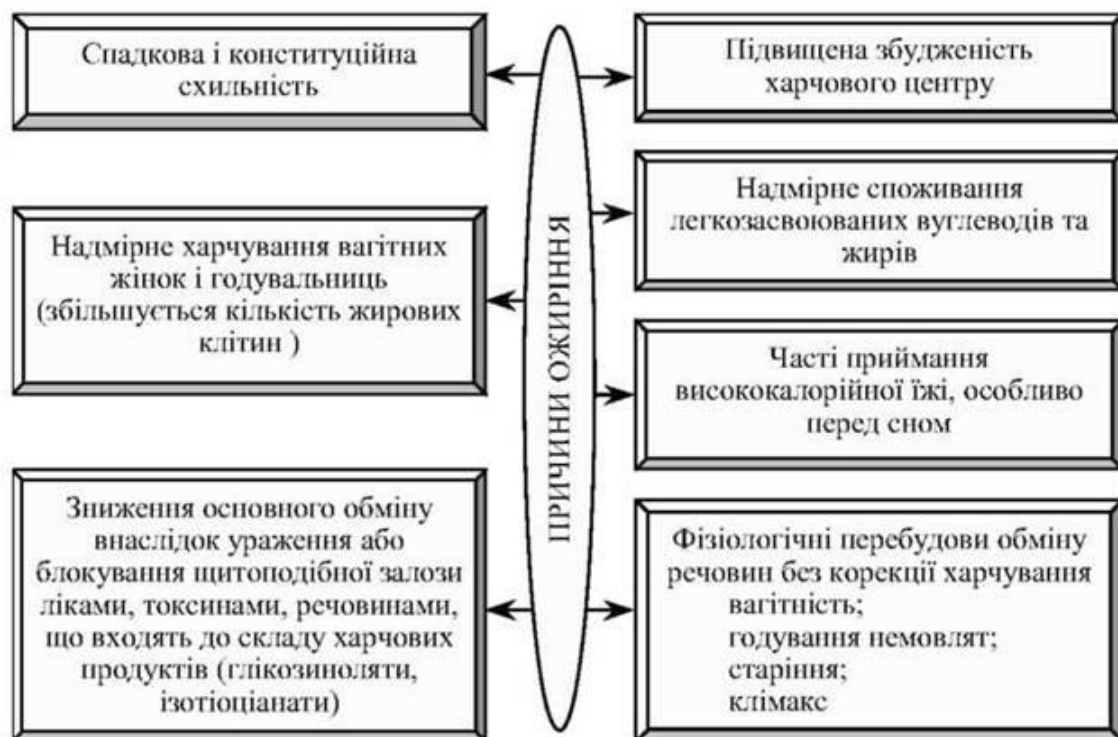 Спадкова і конституційна
схильність
Надмірне харчування вагітних
жінок і годувальниць
(збільшується кількість жирових
клітин )
Зниження основного обміну
внаслідок ураження або
блокування щитоподібної залози
ліками, токсинами, речовинами,
що входять до складу харчових
продуктів (глікозиноляти,
ізотіоціанати)
ПРИЧИНИ ОЖИРІННЯ
Підвищена збудженість
харчового центру
Надмірне споживання
легкозасвоюваних вуглеводів та
жирів
Часті приймання
висококалорійної їжі, особливо
перед сном
Фізіологічні перебудови обміну
речовин без корекції харчування
вагітність;
годування немовлят;
старіння;
клімакс